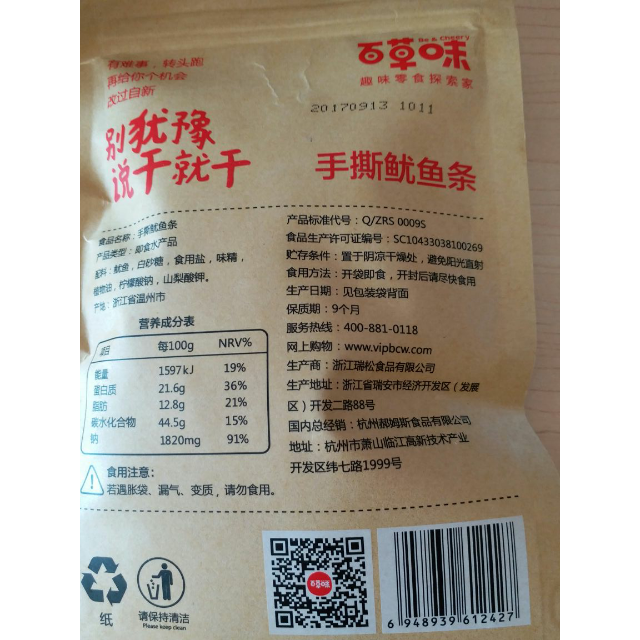 有难事，转头跑
再给你个机会
改过自新
别犹豫
说干就干
Be & Cheery
百草味
趣味零食探索家
20170913 1011
手撕鱿鱼条
食品名称：手撕鱿鱼条
产品类型：即食水产品
配料：鱿鱼，白砂糖，食用盐，味精，
植物油，柠檬酸钠，山梨酸钾。
产地：浙江省温州市
营养成分表
项目 每100g NRV%
能量 1597kJ 19%
蛋白质 21.6g 36%
脂肪 12.8g 21%
碳水化合物 44.5g 15%
钠 1820mg 91%
食用注意：
若遇胀袋、漏气、变质，请勿食用。
产品标准代号：Q/ZRS 0009S
食品生产许可证编号：SC10433038100269
贮存条件：置于阴凉干燥处，避免阳光直射
食用方法：开袋即食，开封后请尽快食用
生产日期：见包装袋背面
保质期：9个月
服务热线：400-881-0118
网上购物：www.vipbcw.com
生产商：浙江瑞松食品有限公司
生产地址：浙江省瑞安市经济开发区（发展
区）开发二路88号
国内总经销：杭州郝姆斯食品有限公司
地址：杭州市萧山临江高新技术产业
开发区纬七路1999号
纸
请保持清洁
Please keep clean
百草味
6 948939 612427